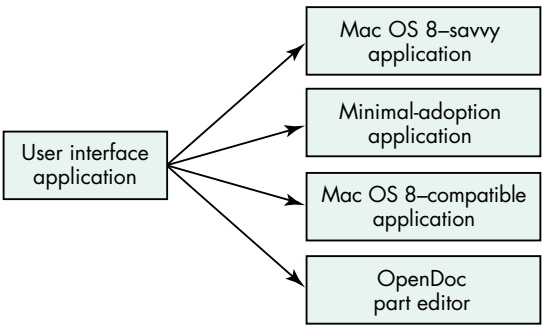 User interface
application
Mac OS 8–savvy
application
Minimal-adoption
application
Mac OS 8–compatible
application
OpenDoc
part editor